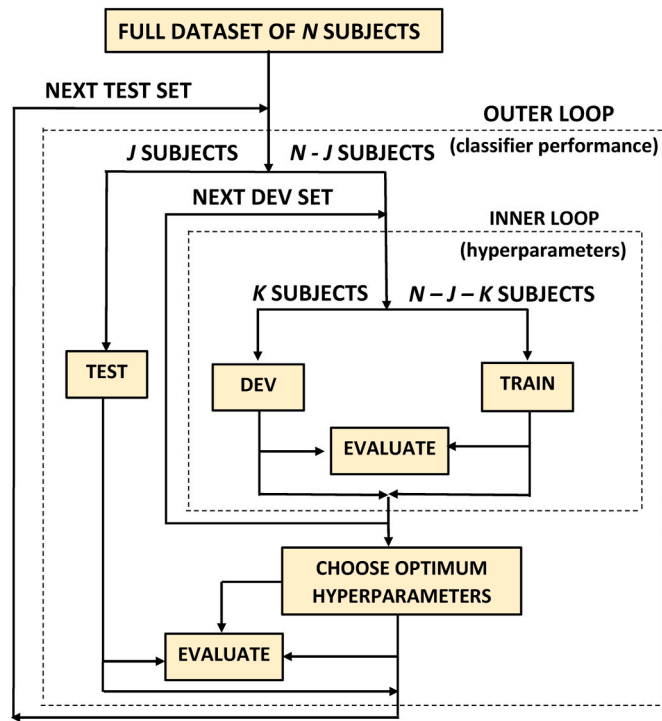 FULL DATASET OF N SUBJECTS
NEXT TEST SET
OUTER LOOP
(classifier performance)
J SUBJECTS
N - J SUBJECTS
NEXT DEV SET
INNER LOOP
(hyperparameters)
K SUBJECTS
N – J – K SUBJECTS
TEST
DEV
TRAIN
EVALUATE
CHOOSE OPTIMUM
HYPERPARAMETERS
EVALUATE